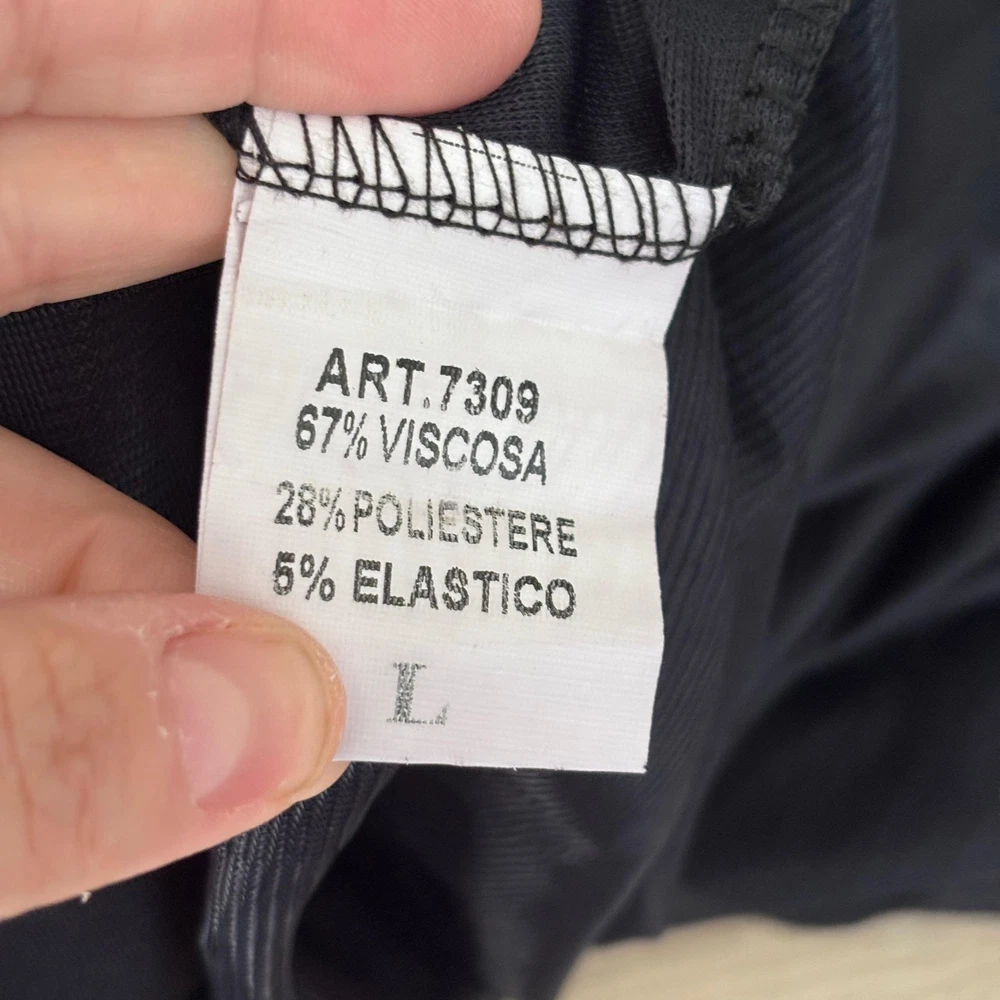 ART.7309
67% VISCOSA
28% POLIESTERE
5% ELASTICO
L